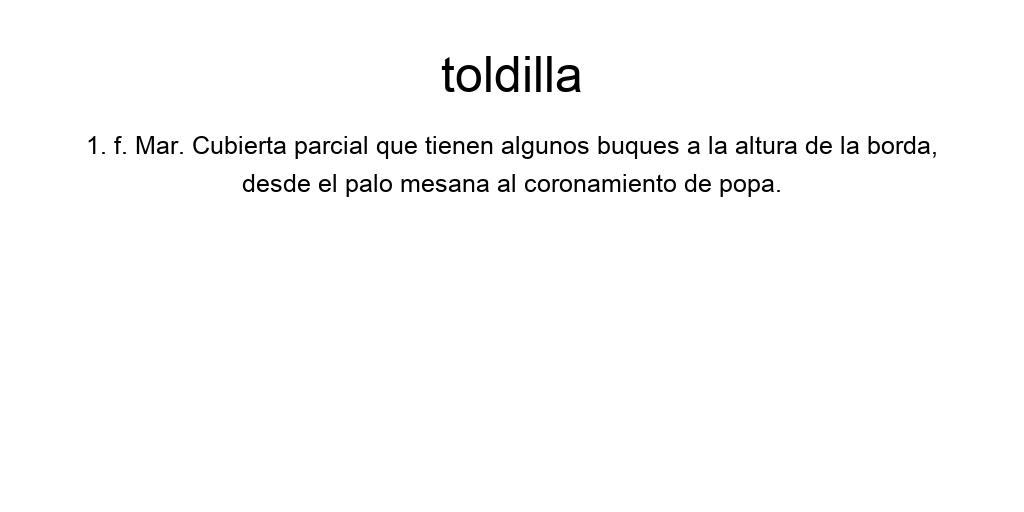 toldilla
1. f. Mar. Cubierta parcial que tienen algunos buques a la altura de la borda,
desde el palo mesana al coronamiento de popa.